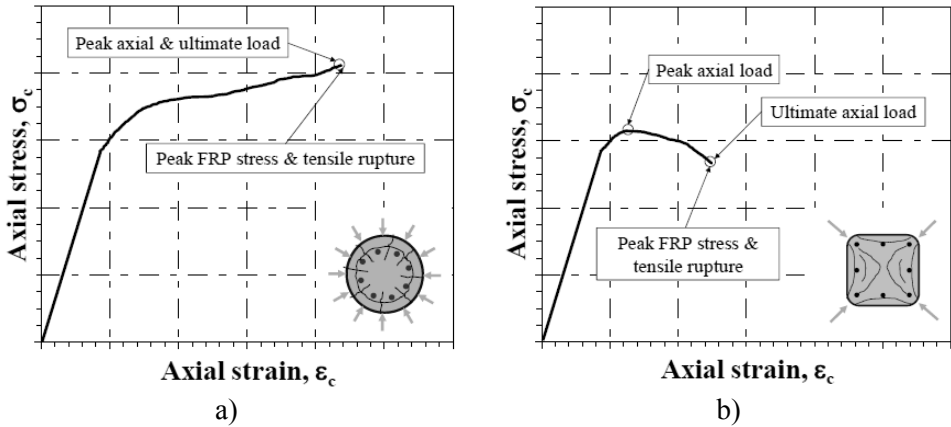 Axial stress, σc
Peak axial & ultimate load
Peak FRP stress & tensile rupture
Axial strain, εc
a)
Axial stress, σc
Peak axial load
Ultimate axial load
Peak FRP stress &
tensile rupture
Axial strain, εc
b)